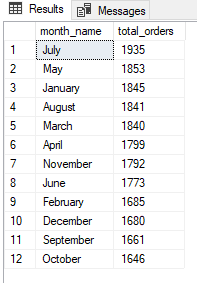 Results Messages
month_name total_orders
1 July 1935
2 May 1853
3 January 1845
4 August 1841
5 March 1840
6 April 1799
7 November 1792
8 June 1773
9 February 1685
10 December 1680
11 September 1661
12 October 1646